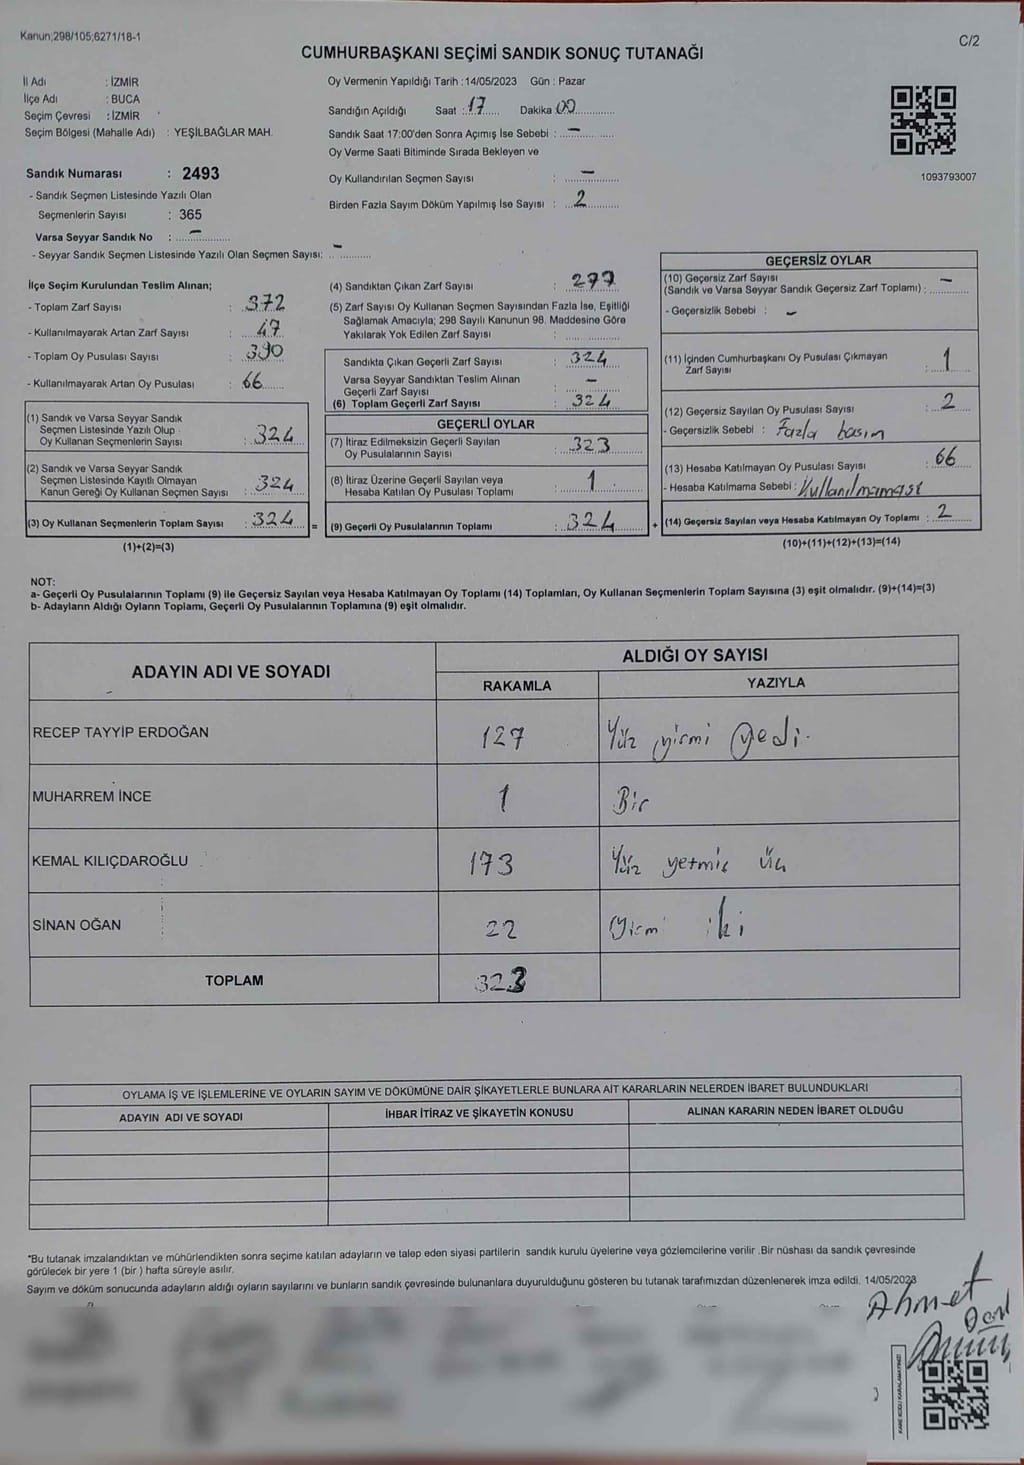 Kanun;298/105;6271/18-1
C/2
CUMHURBAŞKANI SEÇİMİ SANDIK SONUÇ TUTANAĞI
İl Adı : İZMİR
İlçe Adı : BUCA
Seçim Çevresi : İZMİR
Seçim Bölgesi (Mahalle Adı) : YEŞİLBAĞLAR MAH.
Sandık Numarası : 2493
- Sandık Seçmen Listesinde Yazılı Olan
Seçmenlerin Sayısı : 365
Varsa Seyyar Sandık No : –
- Seyyar Sandık Seçmen Listesinde Yazılı Olan Seçmen Sayısı: –
Oy Vermenin Yapıldığı Tarih :14/05/2023 Gün : Pazar
Sandığın Açıldığı Saat : 17 Dakika 00
Sandık Saat 17:00'den Sonra Açımış İse Sebebi : –
Oy Verme Saati Bitiminde Sırada Bekleyen ve
Oy Kullandırılan Seçmen Sayısı : –
Birden Fazla Sayım Döküm Yapılmış İse Sayısı : 2
1093793007
İlçe Seçim Kurulundan Teslim Alınan;
- Toplam Zarf Sayısı : 372
- Kullanılmayarak Artan Zarf Sayısı : 47
- Toplam Oy Pusulası Sayısı : 390
- Kullanılmayarak Artan Oy Pusulası : 66
(1) Sandık ve Varsa Seyyar Sandık
Seçmen Listesinde Yazılı Olup
Oy Kullanan Seçmenlerin Sayısı : 324
(2) Sandık ve Varsa Seyyar Sandık
Seçmen Listesinde Kayıtlı Olmayan
Kanun Gereği Oy Kullanan Seçmen Sayısı : 324
(3) Oy Kullanan Seçmenlerin Toplam Sayısı : 324 =
(1)+(2)=(3)
(4) Sandıktan Çıkan Zarf Sayısı : 277
(5) Zarf Sayısı Oy Kullanan Seçmen Sayısından Fazla İse, Eşitliği
Sağlamak Amacıyla; 298 Sayılı Kanunun 98. Maddesine Göre
Yakılarak Yok Edilen Zarf Sayısı :
Sandıkta Çıkan Geçerli Zarf Sayısı : 324
Varsa Seyyar Sandıktan Teslim Alınan
Geçerli Zarf Sayısı : –
(6) Toplam Geçerli Zarf Sayısı : 324
GEÇERLİ OYLAR
(7) İtiraz Edilmeksizin Geçerli Sayılan
Oy Pusulalarının Sayısı : 323
(8) İtiraz Üzerine Geçerli Sayılan veya
Hesaba Katılan Oy Pusulası Toplamı : 1
(9) Geçerli Oy Pusulalarının Toplamı : 324 +
GEÇERSİZ OYLAR
(10) Geçersiz Zarf Sayısı
(Sandık ve Varsa Seyyar Sandık Geçersiz Zarf Toplamı) : –
- Geçersizlik Sebebi : –
(11) İçinden Cumhurbaşkanı Oy Pusulası Çıkmayan
Zarf Sayısı : 1
(12) Geçersiz Sayılan Oy Pusulası Sayısı : 2
- Geçersizlik Sebebi : Fazla basım
(13) Hesaba Katılmayan Oy Pusulası Sayısı : 66
- Hesaba Katılmama Sebebi : Kullanılmaması
(14) Geçersiz Sayılan veya Hesaba Katılmayan Oy Toplamı : 2
(10)+(11)+(12)+(13)=(14)
NOT:
a- Geçerli Oy Pusulalarının Toplamı (9) ile Geçersiz Sayılan veya Hesaba Katılmayan Oy Toplamı (14) Toplamları, Oy Kullanan Seçmenlerin Toplam Sayısına (3) eşit olmalıdır. (9)+(14)=(3)
b- Adayların Aldığı Oyların Toplamı, Geçerli Oy Pusulalarının Toplamına (9) eşit olmalıdır.
ADAYIN ADI VE SOYADI
ALDIĞI OY SAYISI
RAKAMLA YAZIYLA
RECEP TAYYİP ERDOĞAN 127 Yüz yirmi yedi.
MUHARREM İNCE 1 Bir
KEMAL KILIÇDAROĞLU 173 Yüz yetmiş üç
SİNAN OĞAN 22 Yirmi iki
TOPLAM 323
OYLAMA İŞ VE İŞLEMLERİNE VE OYLARIN SAYIM VE DÖKÜMÜNE DAİR ŞİKAYETLERLE BUNLARA AİT KARARLARIN NELERDEN İBARET BULUNDUKLARI
ADAYIN ADI VE SOYADI İHBAR İTİRAZ VE ŞİKAYETİN KONUSU ALINAN KARARIN NEDEN İBARET OLDUĞU
*Bu tutanak imzalandıktan ve mühürlendikten sonra seçime katılan adayların ve talep eden siyasi partilerin sandık kurulu üyelerine veya gözlemcilerine verilir .Bir nüshası da sandık çevresinde
görülecek bir yere 1 (bir ) hafta süreyle asılır.
Sayım ve döküm sonucunda adayların aldığı oyların sayılarını ve bunların sandık çevresinde bulunanlara duyurulduğunu gösteren bu tutanak tarafımızdan düzenlenerek imza edildi. 14/05/2023
Ahmet
KARE KODU KARALAMAYINIZ!